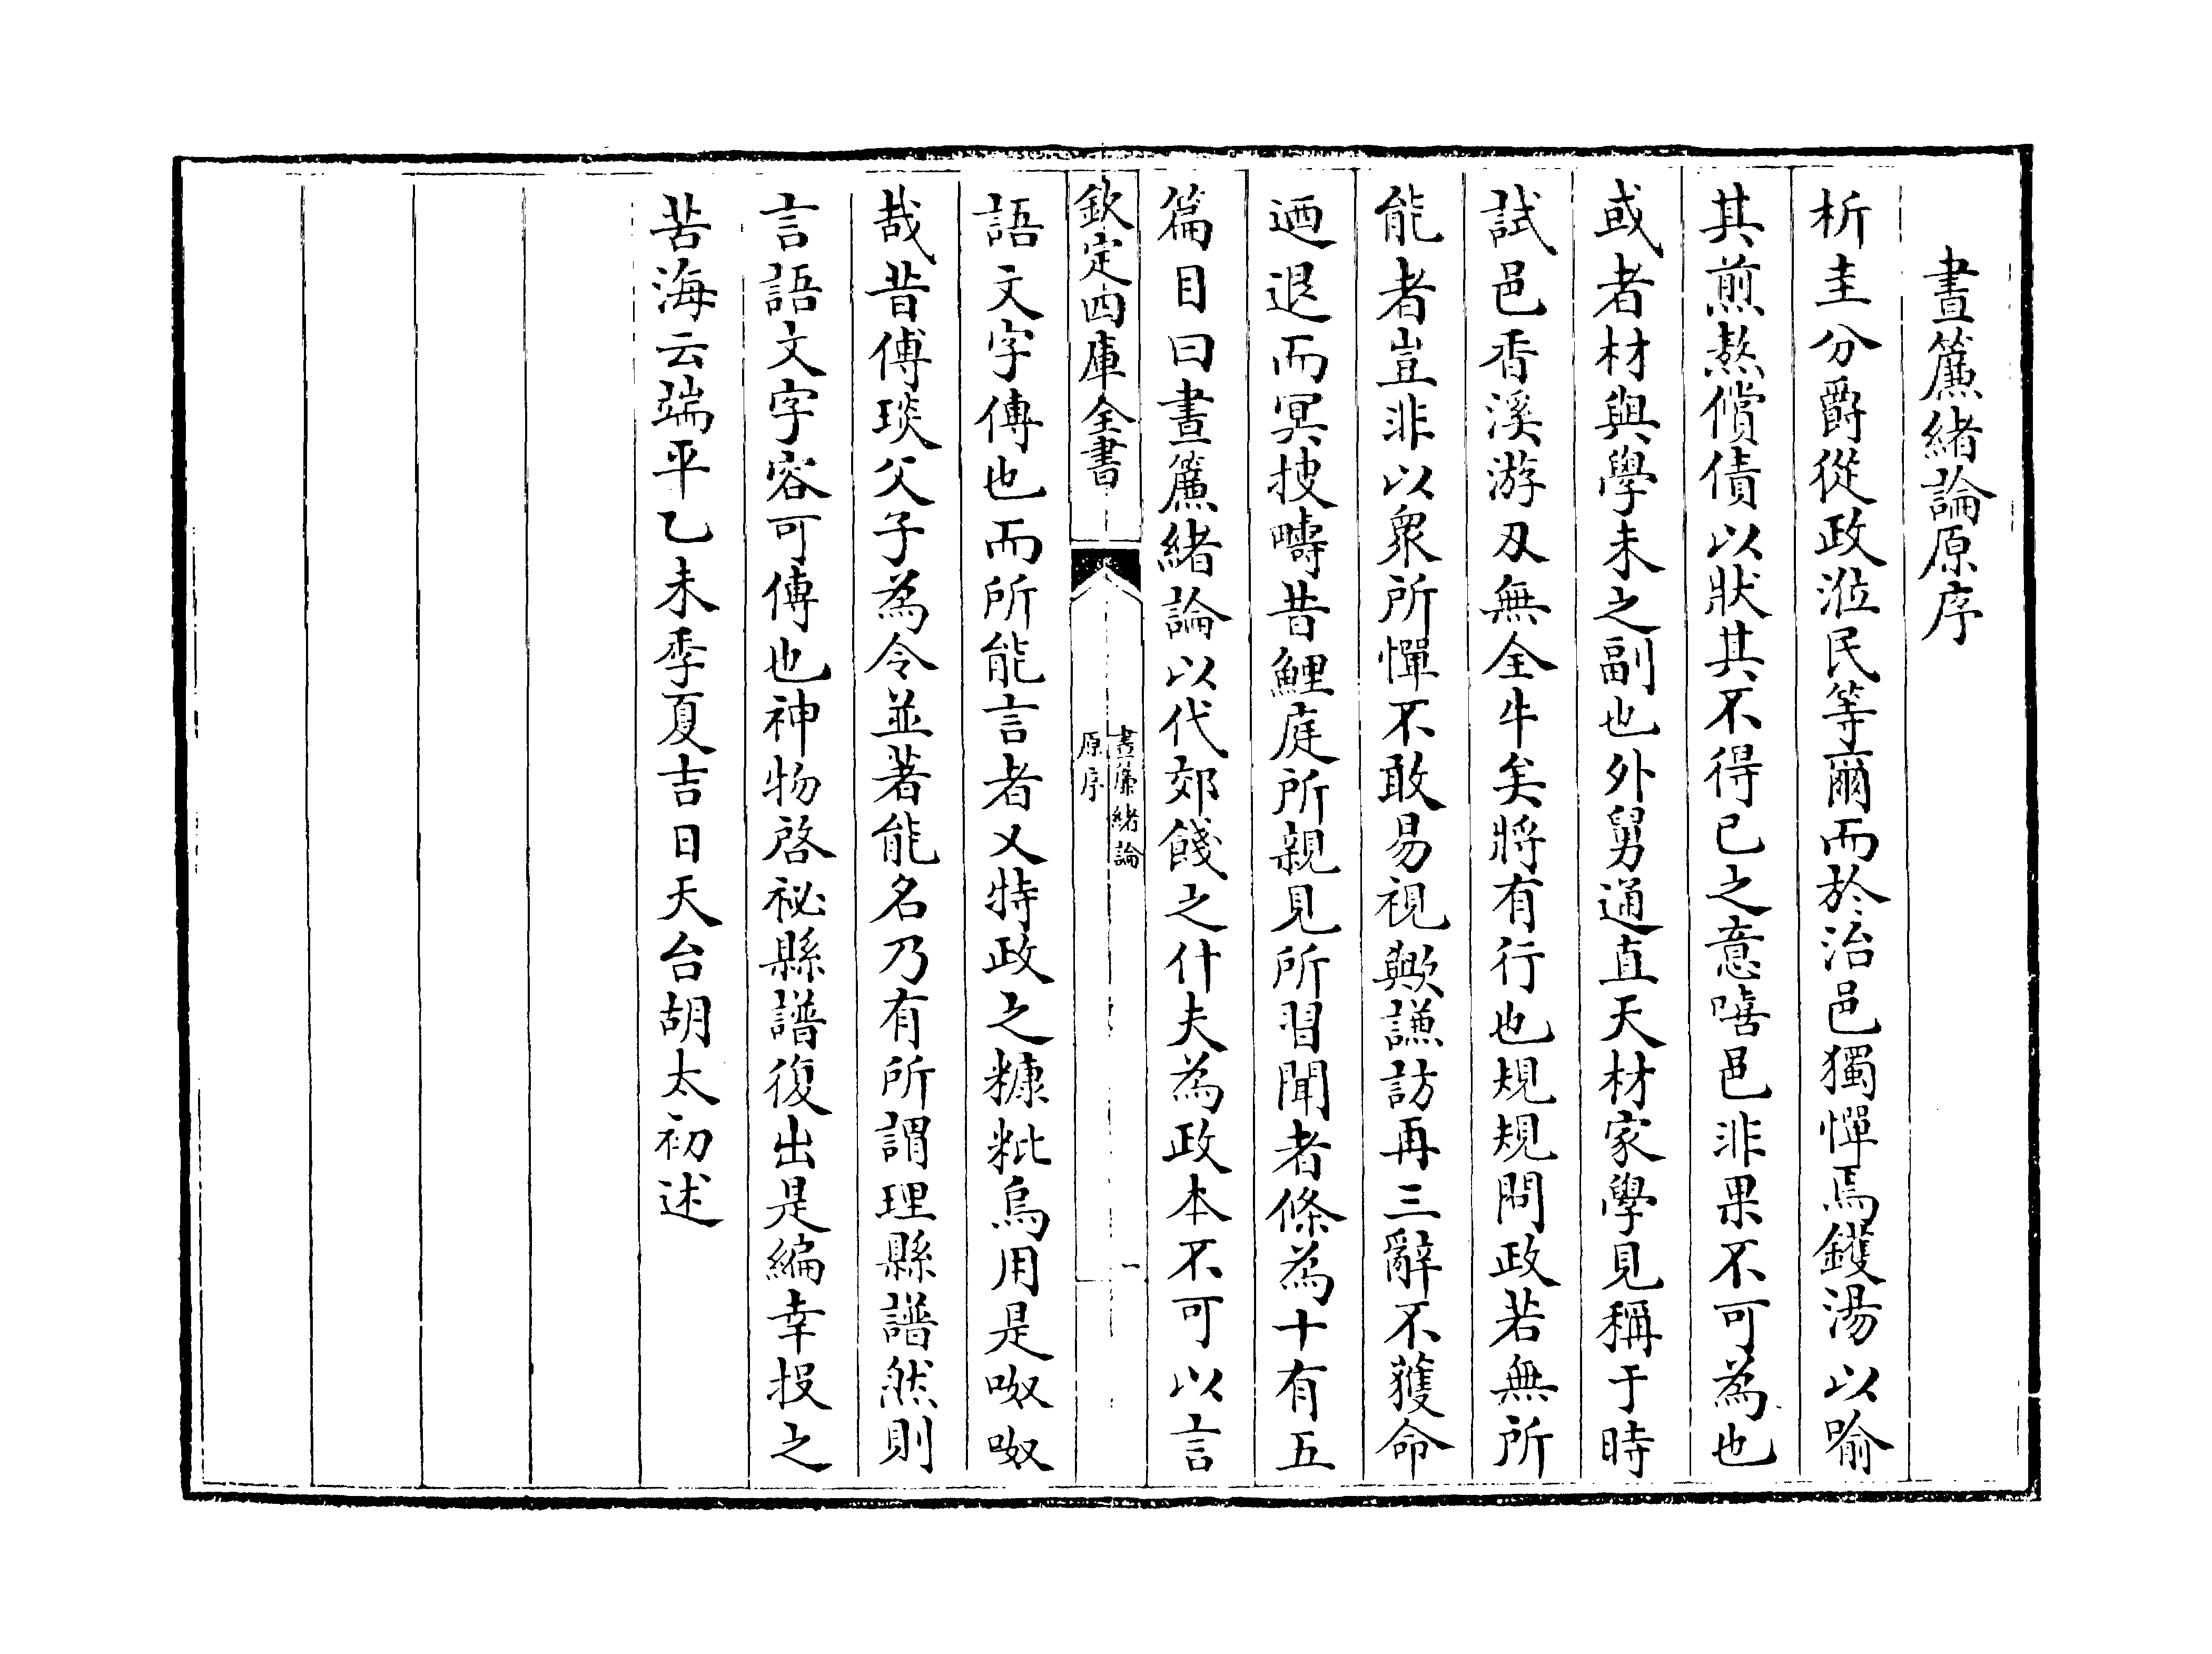 晝簾緒論原序
析圭分爵從政涖民等爾而於治邑獨憚焉鑊湯以喻
其煎熬償債以狀其不得已之意嘻邑非果不可為也
或者材與學未之副也外舅通直天材家學見稱于時
試邑香溪游刃無全牛矣將有行也規規問政若無所
能者豈非以衆所憚不敢易視歟謙訪再三辭不獲命
迺退而冥搜疇昔鯉庭所親見所習聞者條為十有五
篇目曰晝簾緒論以代郊餞之什夫為政本不可以言
欽定四庫全書
晝簾緒論
原序
一
語文字傳也而所能言者又特政之糠粃烏用是呶呶
哉昔傅琰父子為令並著能名乃有所謂理縣譜然則
言語文字容可傳也神物啓祕縣譜復出是編幸投之
苦海云端平乙未季夏吉日天台胡太初述